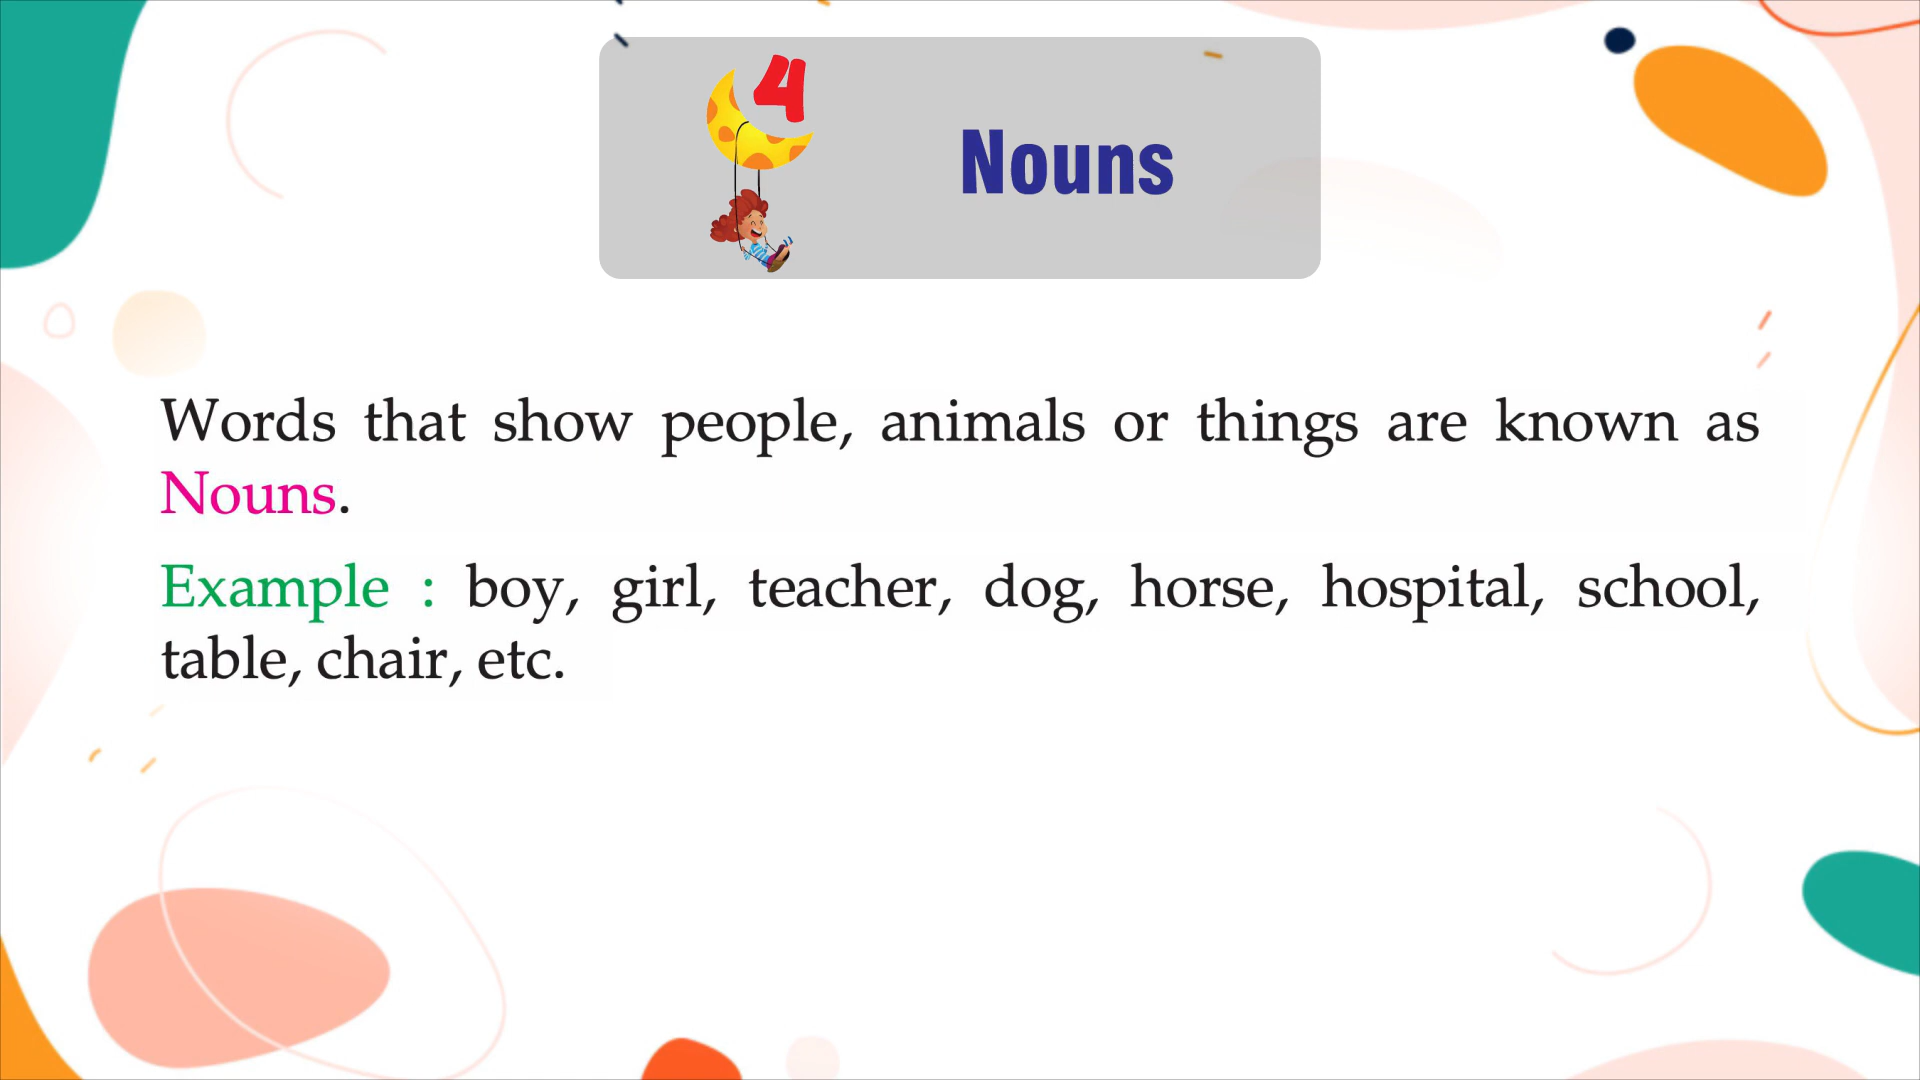 4
Nouns
Words that show people, animals or things are known as
Nouns.
Example : boy, girl, teacher, dog, horse, hospital, school,
table, chair, etc.